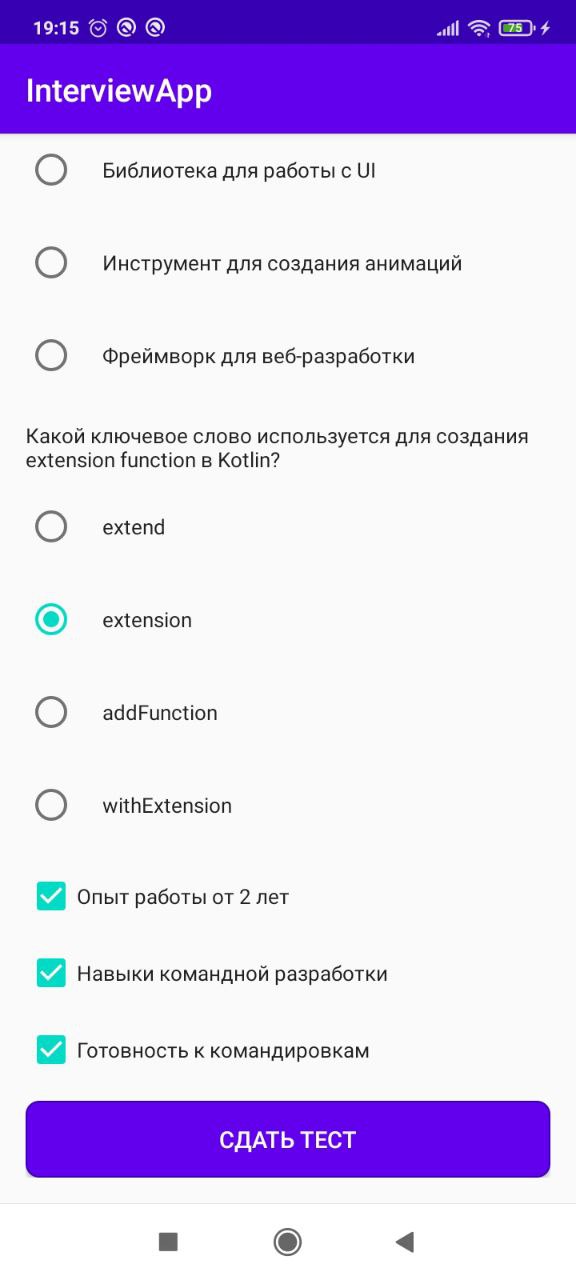 19:15
75
InterviewApp
Библиотека для работы с UI
Инструмент для создания анимаций
Фреймворк для веб-разработки
Какой ключевое слово используется для создания
extension function в Kotlin?
extend
extension
addFunction
withExtension
Опыт работы от 2 лет
Навыки командной разработки
Готовность к командировкам
СДАТЬ ТЕСТ